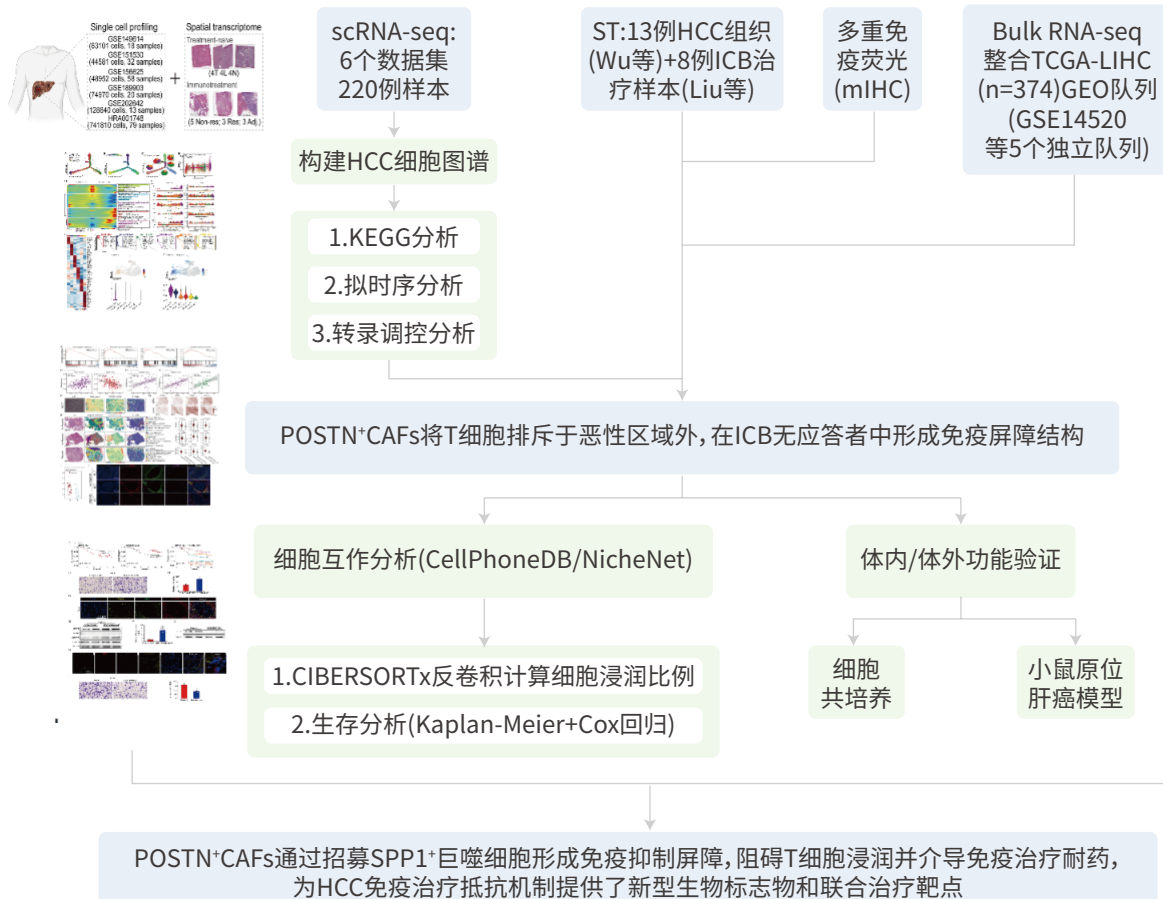 Single cell profiling
GSE149614
(63101 cells, 18 samples)
GSE151530
(44581 cells, 32 samples)
GSE156625
(48952 cells, 58 samples)
GSE189903
(74970 cells, 20 samples)
GSE202642
(128640 cells, 13 samples)
HRA001748
(741810 cells, 79 samples)
+
Spatial transcriptome
Treatment-naive
(4T 4L 4N)
Immunotreatment
(5 Non-res; 3 Res: 3 Adj.)
scRNA-seq:
6个数据集
220例样本
ST:13例HCC组织
(Wu等)+8例ICB治
疗样本(Liu等)
多重免
疫荧光
(mIHC)
Bulk RNA-seq
整合TCGA-LIHC
(n=374)GEO队列
(GSE14520
等5个独立队列)
构建HCC细胞图谱
1.KEGG分析
2.拟时序分析
3.转录调控分析
POSTN⁺CAFs将T细胞排斥于恶性区域外,在ICB无应答者中形成免疫屏障结构
细胞互作分析(CellPhoneDB/NicheNet)
体内/体外功能验证
1.CIBERSORTx反卷积计算细胞浸润比例
2.生存分析(Kaplan-Meier+Cox回归)
细胞
共培养
小鼠原位
肝癌模型
POSTN⁺CAFs通过招募SPP1⁺巨噬细胞形成免疫抑制屏障,阻碍T细胞浸润并介导免疫治疗耐药,
为HCC免疫治疗抵抗机制提供了新型生物标志物和联合治疗靶点